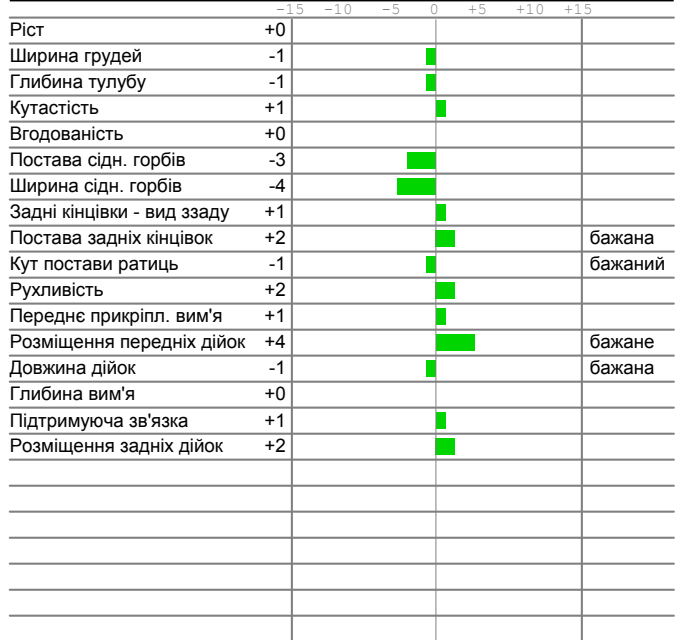 -15 -10 -5 0 +5 +10 +15
Ріст +0
Ширина грудей -1
Глибина тулубу -1
Кутастість +1
Вгодованість +0
Постава сідн. горбів -3
Ширина сідн. горбів -4
Задні кінцівки - вид ззаду +1
Постава задніх кінцівок +2 бажана
Кут постави ратиць -1 бажаний
Рухливість +2
Переднє прикріпл. вим'я +1
Розміщення передніх дійок +4 бажане
Довжина дійок -1 бажана
Глибина вим'я +0
Підтримуюча зв'язка +1
Розміщення задніх дійок +2